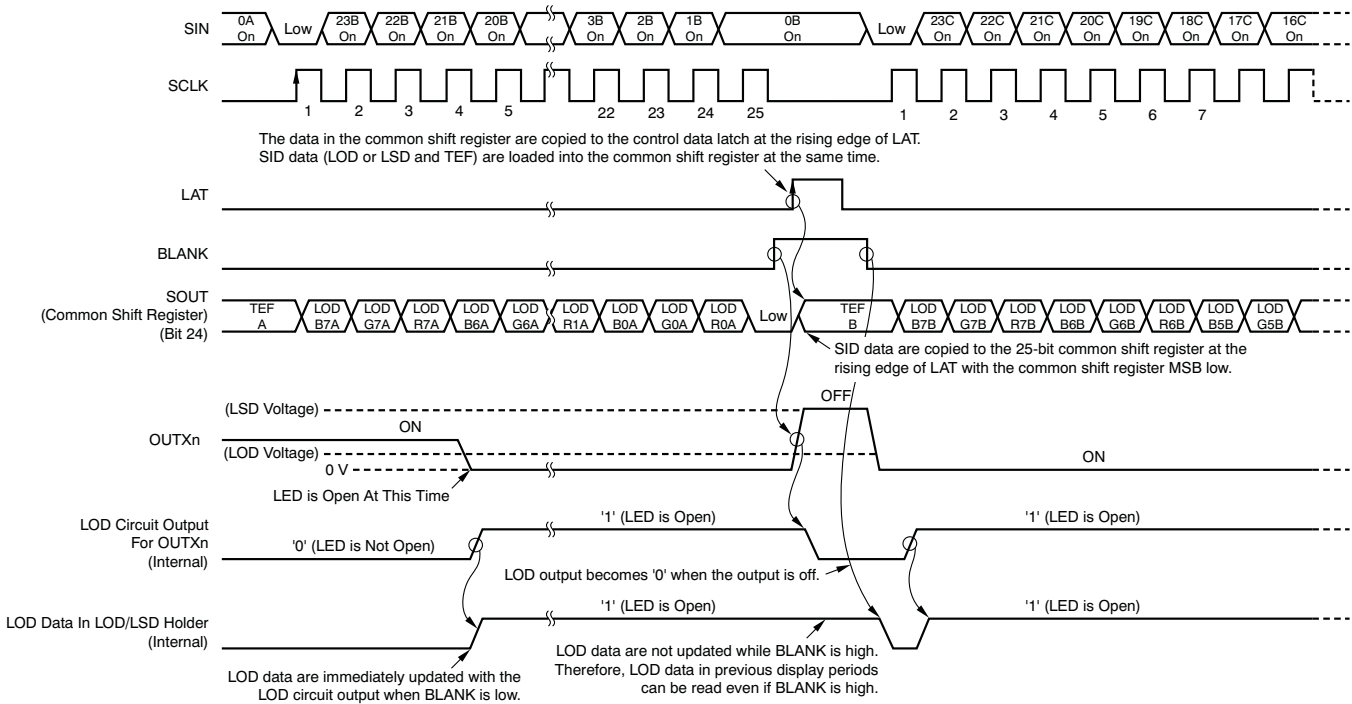 SIN
0A On
Low
23B On
22B On
21B On
20B On
3B On
2B On
1B On
0B On
Low
23C On
22C On
21C On
20C On
19C On
18C On
17C On
16C On
SCLK
1 2 3 4 5 22 23 24 25 1 2 3 4 5 6 7
The data in the common shift register are copied to the control data latch at the rising edge of LAT.
SID data (LOD or LSD and TEF) are loaded into the common shift register at the same time.
LAT
BLANK
SOUT
(Common Shift Register)
(Bit 24)
TEF A
LOD B7A
LOD G7A
LOD R7A
LOD B6A
LOD G6A
LOD R1A
LOD B0A
LOD G0A
LOD R0A
Low
TEF B
LOD B7B
LOD G7B
LOD R7B
LOD B6B
LOD G6B
LOD R6B
LOD B5B
LOD G5B
SID data are copied to the 25-bit common shift register at the
rising edge of LAT with the common shift register MSB low.
OUTXn
(LSD Voltage)
ON
(LOD Voltage)
0 V
OFF
ON
LED is Open At This Time
LOD Circuit Output
For OUTXn
(Internal)
'0' (LED is Not Open)
'1' (LED is Open)
'1' (LED is Open)
LOD output becomes '0' when the output is off.
LOD Data In LOD/LSD Holder
(Internal)
'1' (LED is Open)
'1' (LED is Open)
LOD data are immediately updated with the
LOD circuit output when BLANK is low.
LOD data are not updated while BLANK is high.
Therefore, LOD data in previous display periods
can be read even if BLANK is high.